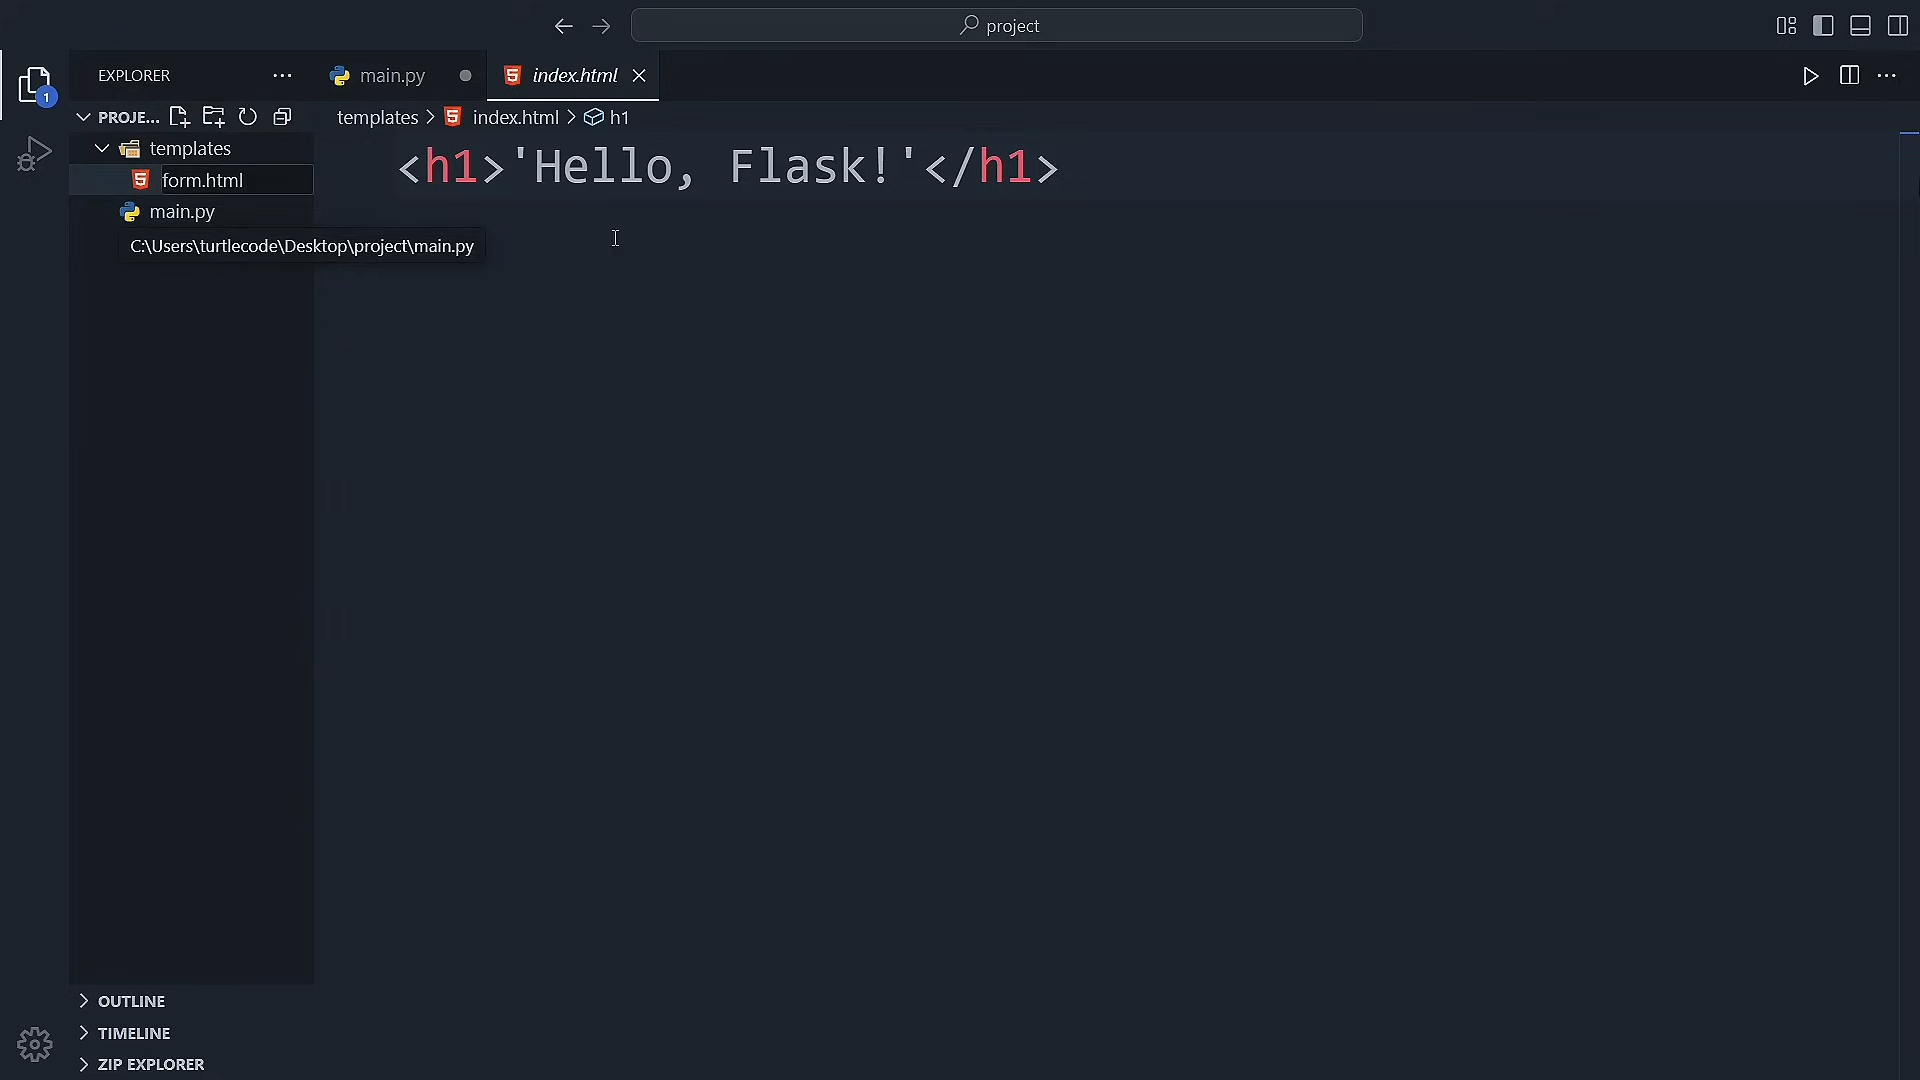 project
EXPLORER
main.py
index.html
PROJE...
templates > index.html > h1
templates
form.html
main.py
C:\Users\turtlecode\Desktop\project\main.py
1
<h1>'Hello, Flask!'</h1>
OUTLINE
TIMELINE
ZIP EXPLORER